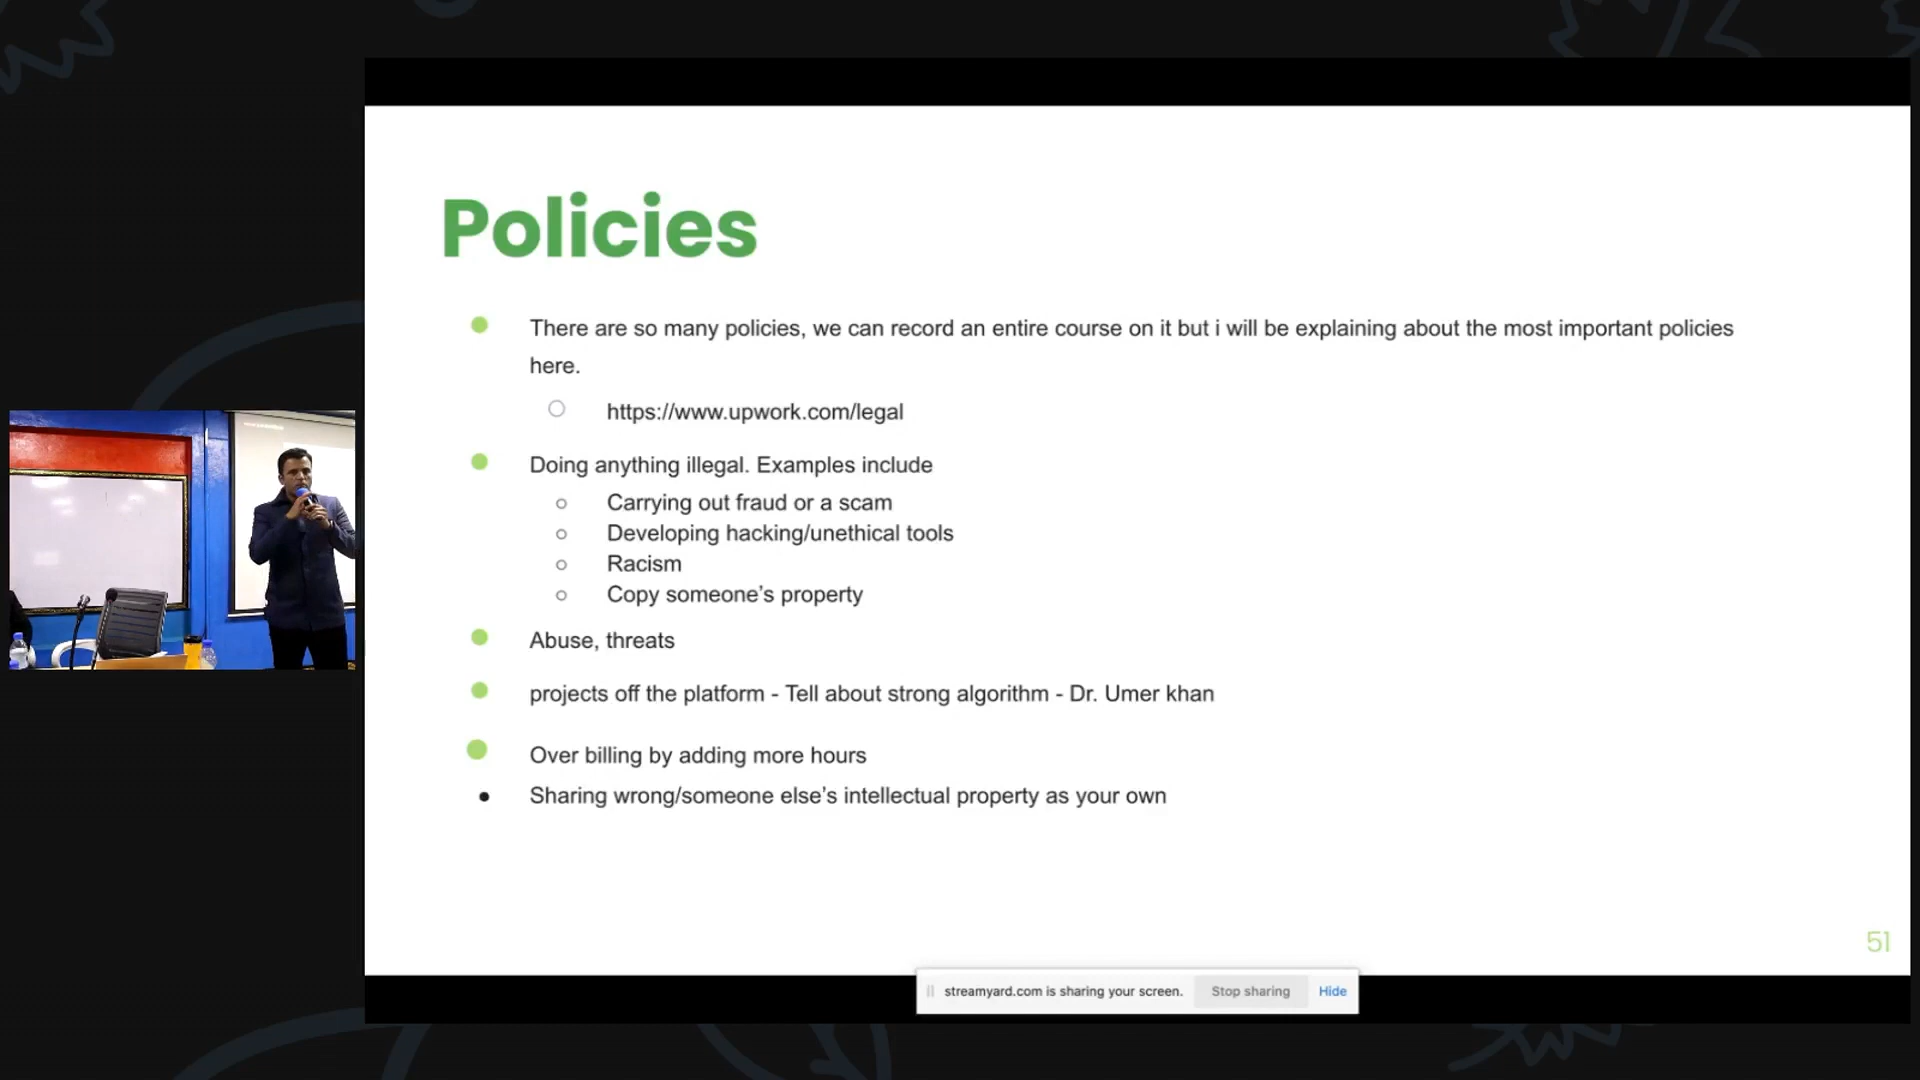 Policies
There are so many policies, we can record an entire course on it but i will be explaining about the most important policies
here.
https://www.upwork.com/legal
Doing anything illegal. Examples include
Carrying out fraud or a scam
Developing hacking/unethical tools
Racism
Copy someone’s property
Abuse, threats
projects off the platform - Tell about strong algorithm - Dr. Umer khan
Over billing by adding more hours
Sharing wrong/someone else’s intellectual property as your own
51
streamyard.com is sharing your screen.
Stop sharing
Hide